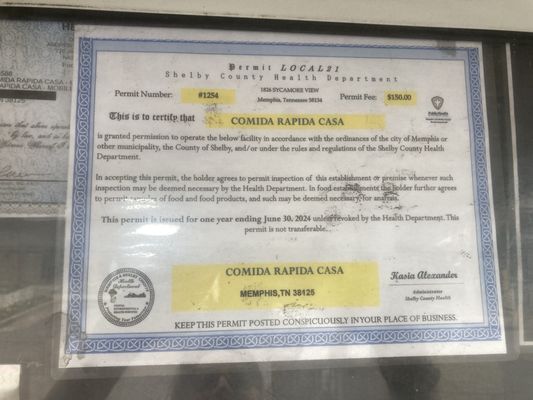 Permit LOCAL21
Shelby County Health Department
1826 SYCAMORE VIEW
Memphis, Tennessee 38134
Permit Number: #1254
Permit Fee: $150.00
This is to certify that COMIDA RAPIDA CASA
is granted permission to operate the below facility in accordance with the ordinances of the city of Memphis or
other municipality, the County of Shelby, and/or under the rules and regulations of the Shelby County Health
Department.
In accepting this permit, the holder agrees to permit inspection of this establishment or premise whenever such
inspection may be deemed necessary by the Health Department. In food establishments the holder further agrees
to permit samples of food and food products, and such may be deemed necessary for analysis.
This permit is issued for one year ending June 30, 2024 unless revoked by the Health Department. This
permit is not transferable.
COMIDA RAPIDA CASA
MEMPHIS,TN 38125
Kasia Alexander
Administrator
Shelby County Health
KEEP THIS PERMIT POSTED CONSPICUOUSLY IN YOUR PLACE OF BUSINESS.
RAPIDA CASA - MOBIL
38125